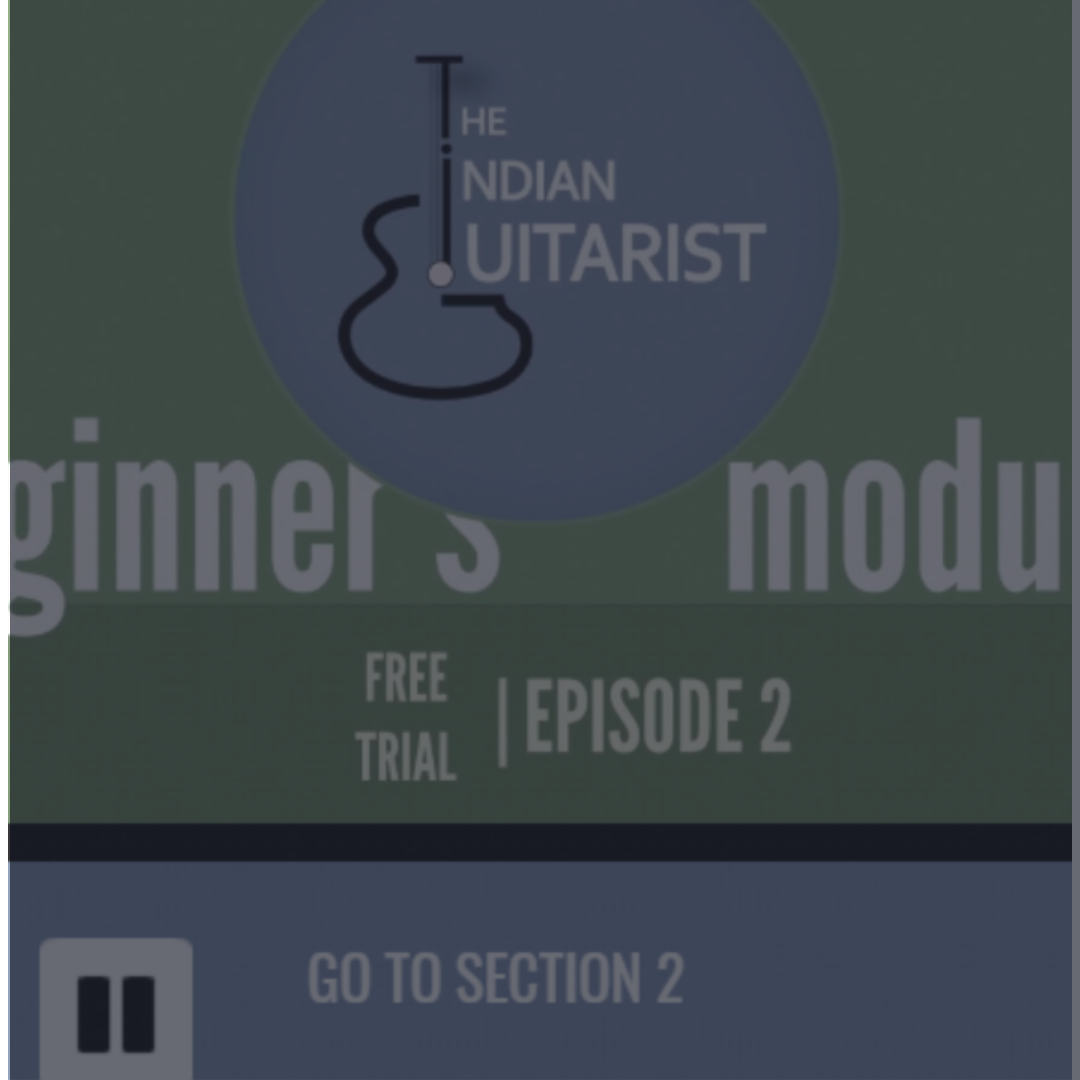 THE
INDIAN
GUITARIST
ginner's modu
FREE
TRIAL
| EPISODE 2
GO TO SECTION 2